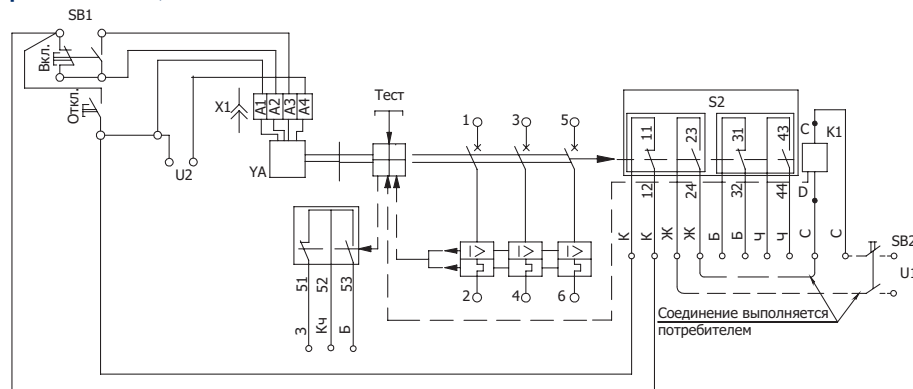 SB1
Вкл.
Откл.
X1
A1
A2
A3
A4
YA
U2
Тест
1
3
5
S2
11
23
31
43
C
K1
12
24
32
44
D
К
К
Ж
Ж
Б
Б
Ч
Ч
С
С
SB2
U1
51
52
53
З
Кч
Б
I>
I>
I>
2
4
6
Соединение выполняется
потребителем